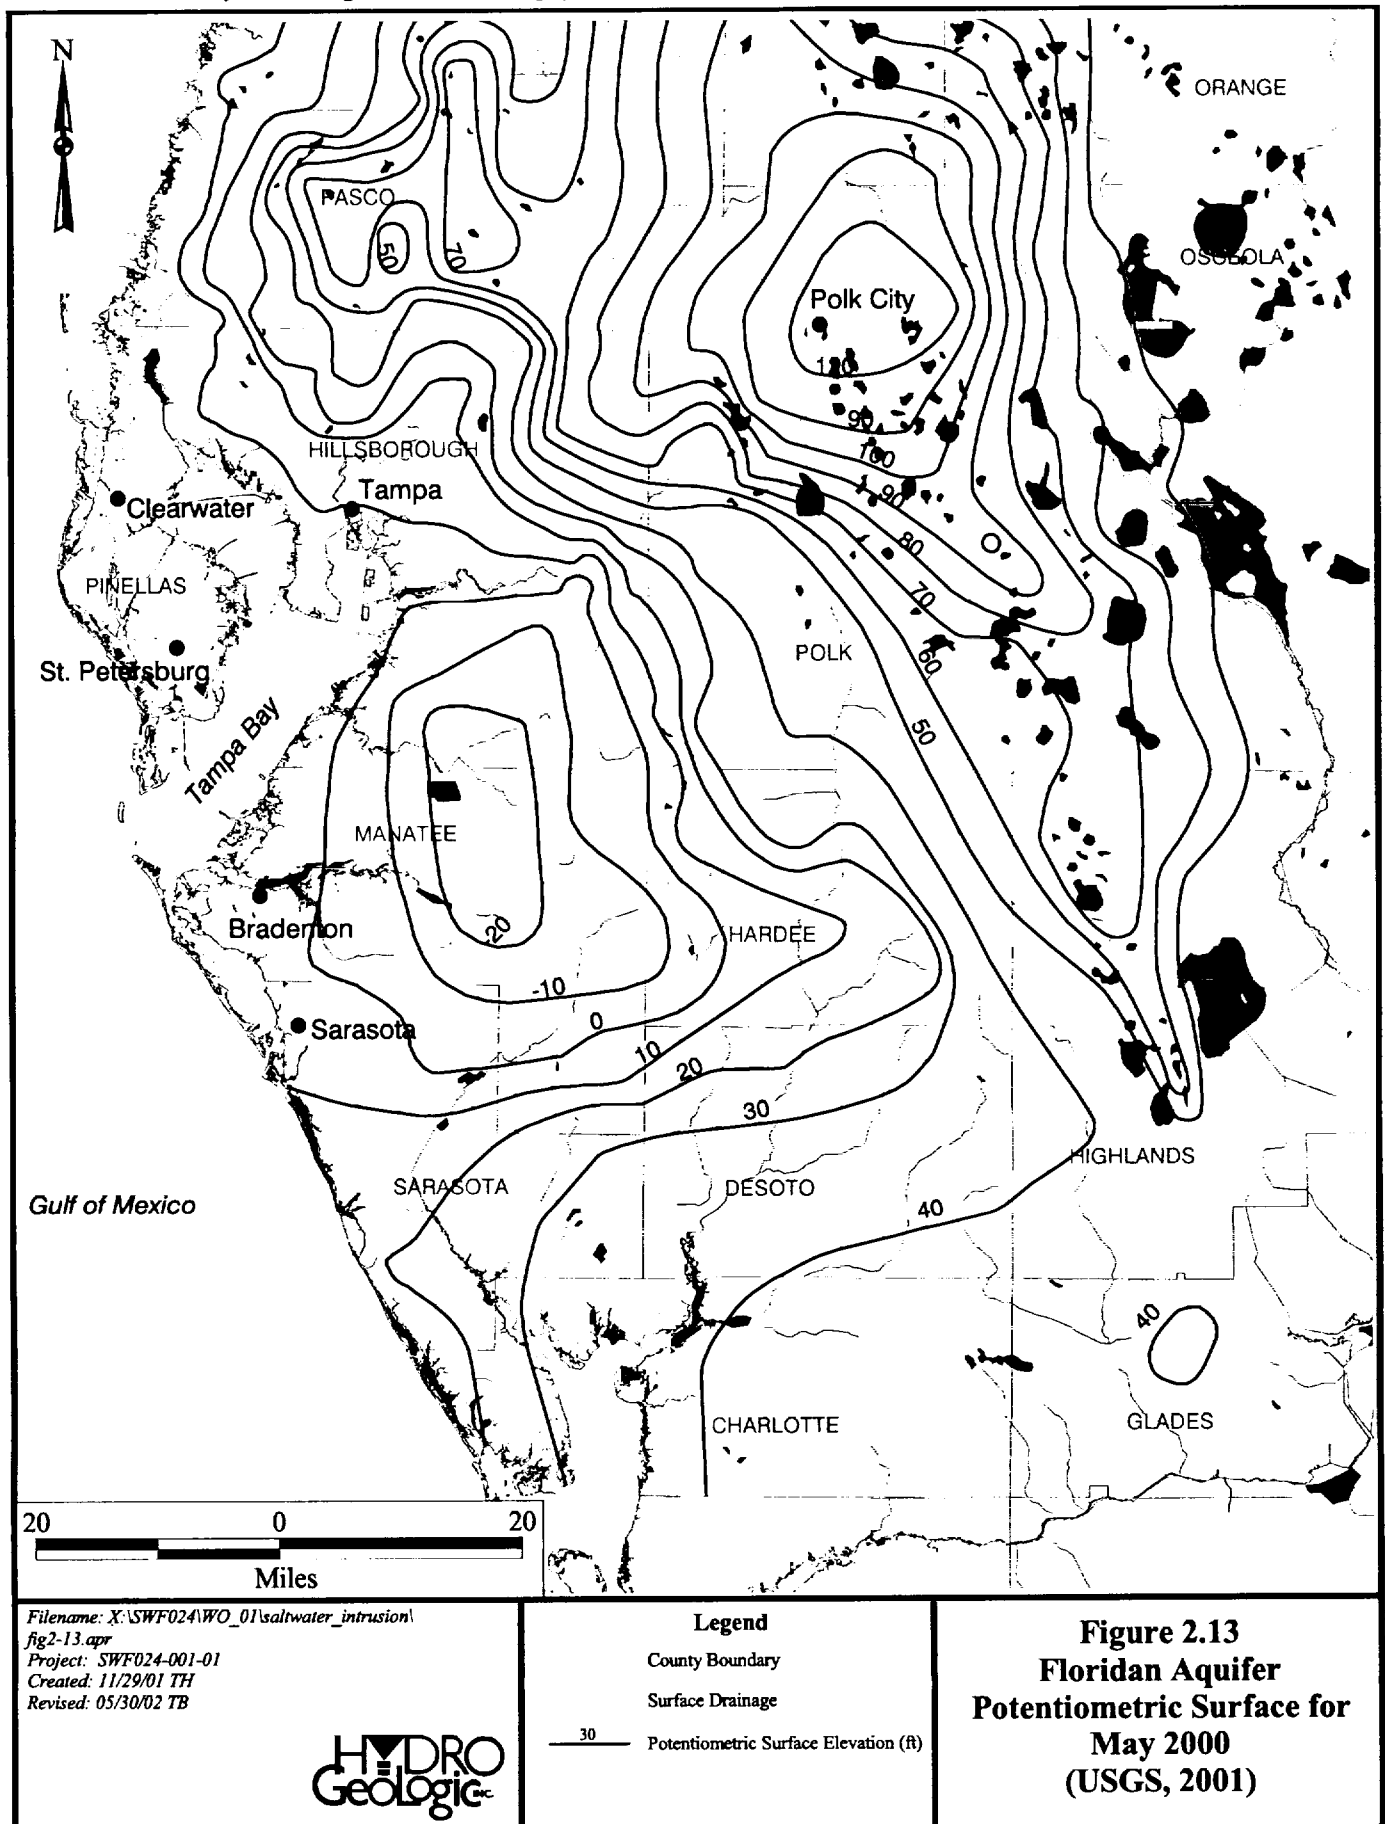 N
ORANGE
PASCO
50
70
OSCEOLA
Polk City
120
90
100
90
80
70
60
50
HILLSBOROUGH
Tampa
Clearwater
PINELLAS
St. Petersburg
Tampa Bay
POLK
MANATEE
Bradenton
-20
HARDEE
-10
0
Sarasota
10
20
30
HIGHLANDS
SARASOTA
DESOTO
Gulf of Mexico
40
40
CHARLOTTE
GLADES
20 0 20
Miles
Filename: X:\SWF024\WO_01\saltwater_intrusion\
fig2-13.apr
Project: SWF024-001-01
Created: 11/29/01 TH
Revised: 05/30/02 TB
HYDRO
GeoLogic INC.
Legend
County Boundary
Surface Drainage
30 Potentiometric Surface Elevation (ft)
Figure 2.13
Floridan Aquifer
Potentiometric Surface for
May 2000
(USGS, 2001)